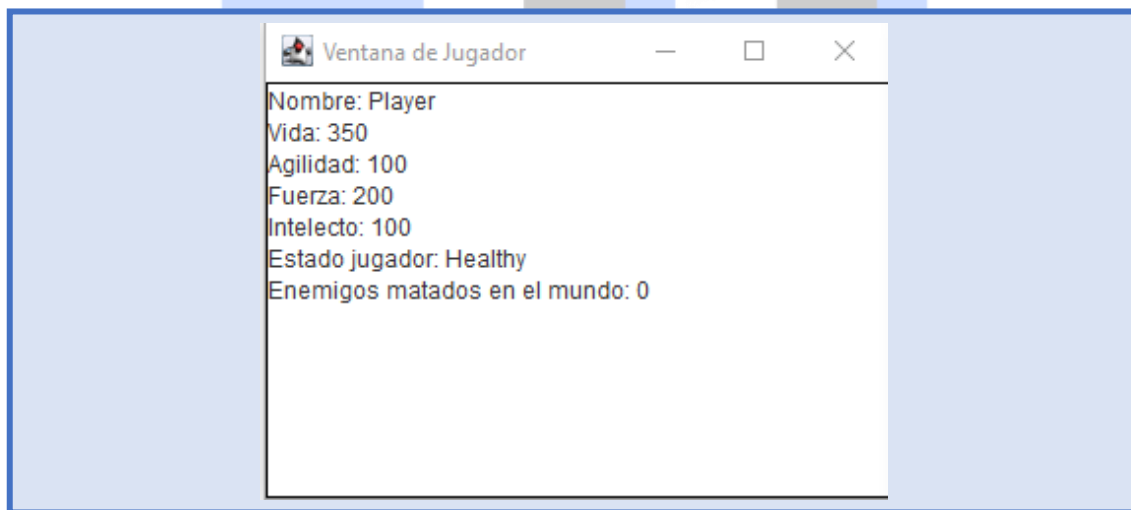 Ventana de Jugador
Nombre: Player
Vida: 350
Agilidad: 100
Fuerza: 200
Intelecto: 100
Estado jugador: Healthy
Enemigos matados en el mundo: 0